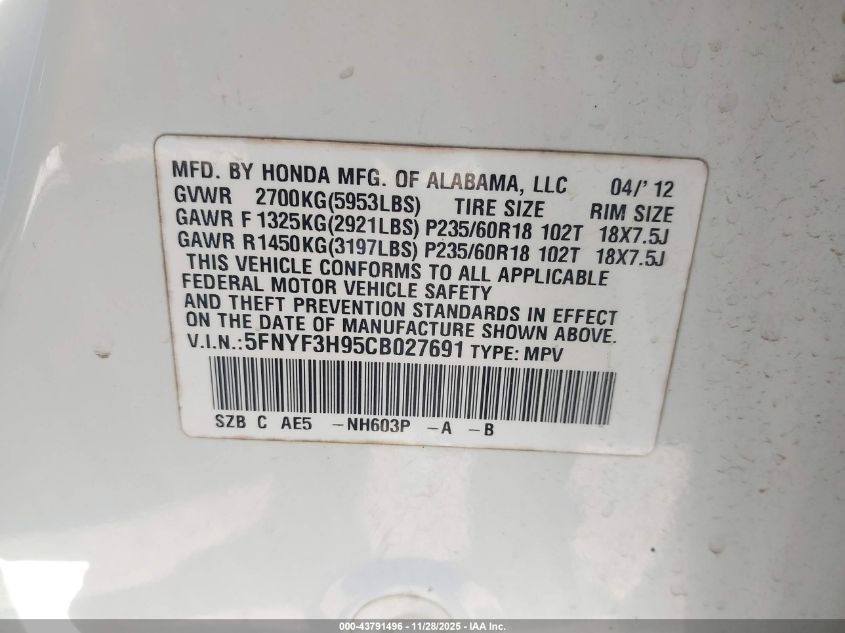 MFD. BY HONDA MFG. OF ALABAMA, LLC 04/'12
GVWR 2700KG(5953LBS) TIRE SIZE RIM SIZE
GAWR F 1325KG(2921LBS) P235/60R18 102T 18X7.5J
GAWR R1450KG(3197LBS) P235/60R18 102T 18X7.5J
THIS VEHICLE CONFORMS TO ALL APPLICABLE
FEDERAL MOTOR VEHICLE SAFETY
AND THEFT PREVENTION STANDARDS IN EFFECT
ON THE DATE OF MANUFACTURE SHOWN ABOVE.
V.I.N.:5FNYF3H95CB027691 TYPE: MPV
SZB C AE5 -NH603P -A -B
000-43791496 - 11/28/2025 - IAA Inc.